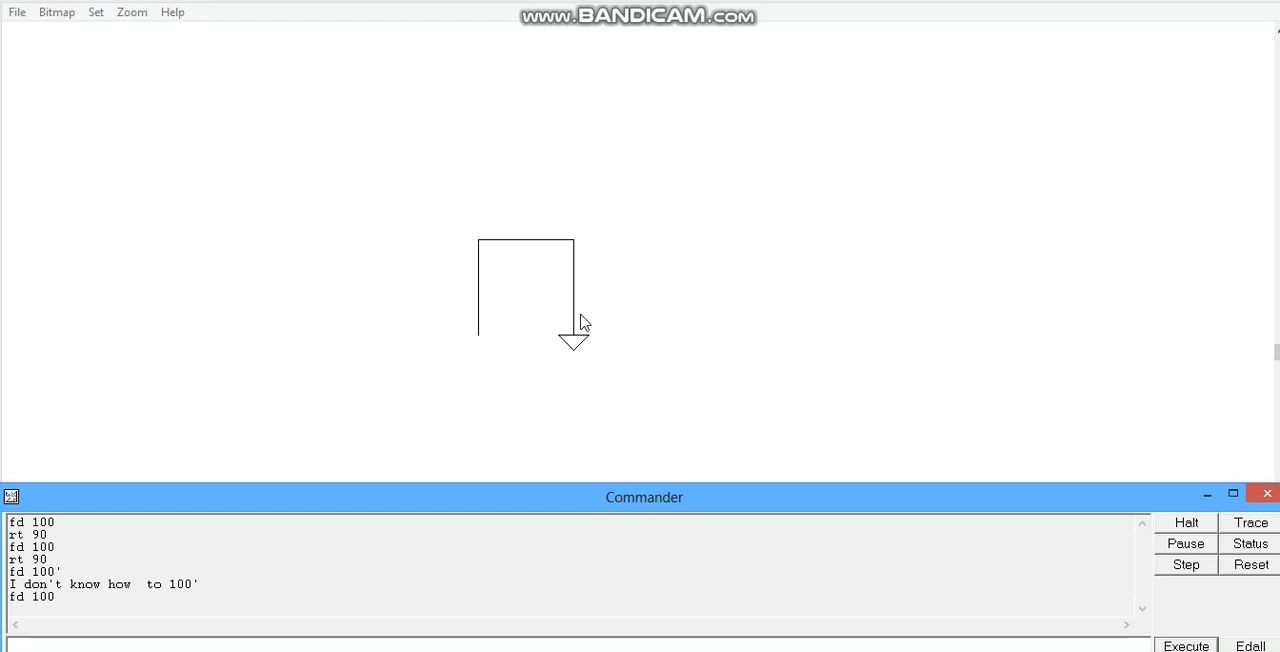 File Bitmap Set Zoom Help
www.BANDICAM.COM
Commander
fd 100
rt 90
fd 100
rt 90
fd 100'
I don't know how  to 100'
fd 100
Halt Trace
Pause Status
Step Reset
Execute Edall